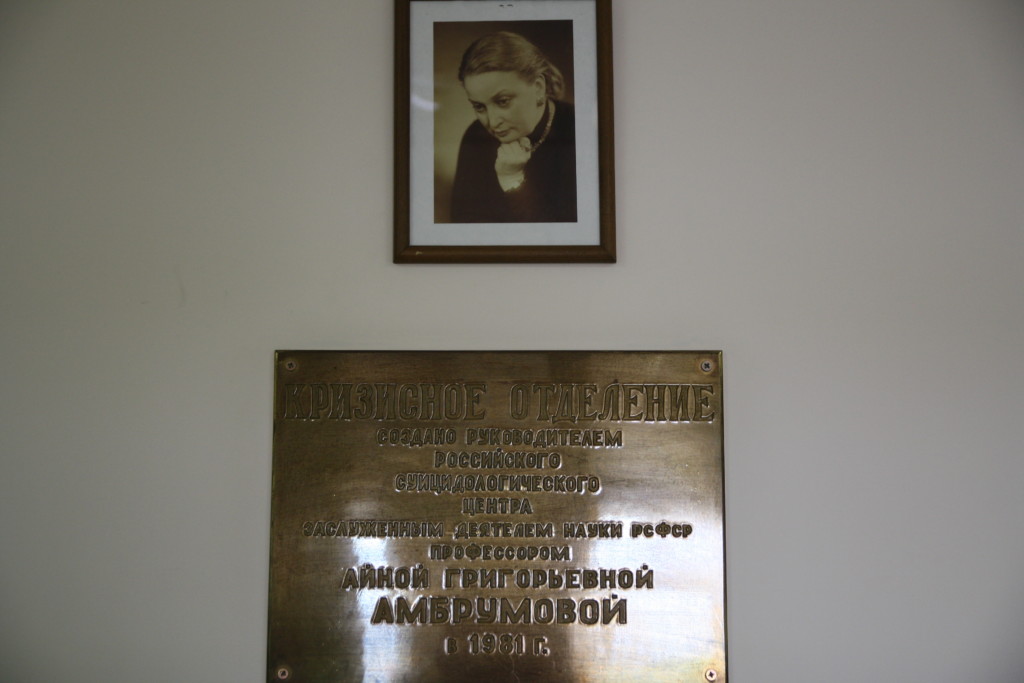 КРИЗИСНОЕ ОТДЕЛЕНИЕ
СОЗДАНО РУКОВОДИТЕЛЕМ
РОССИЙСКОГО
СУИЦИДОЛОГИЧЕСКОГО
ЦЕНТРА
ЗАСЛУЖЕННЫМ ДЕЯТЕЛЕМ НАУКИ РСФСР
ПРОФЕССОРОМ
АЙНОЙ ГРИГОРЬЕВНОЙ
АМБРУМОВОЙ
в 1981 г.